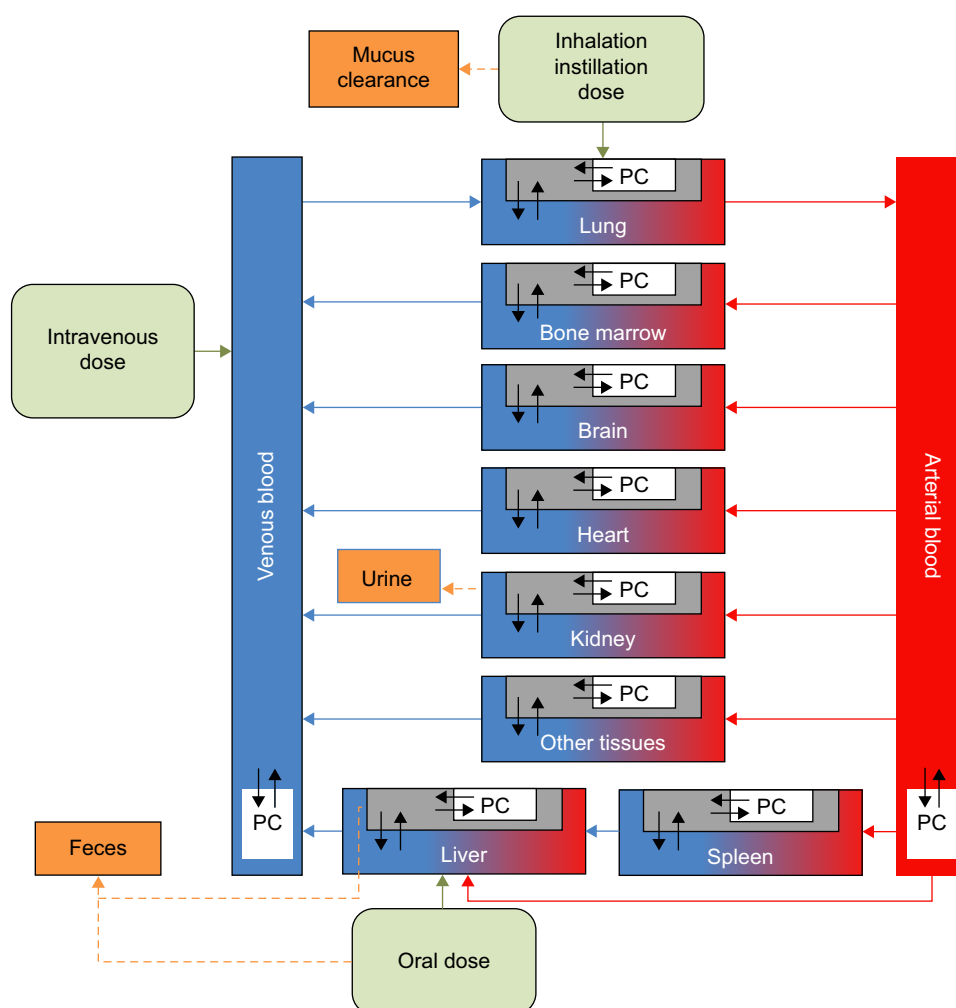 Mucus
clearance
Inhalation
instillation
dose
PC
Lung
PC
Bone marrow
Intravenous
dose
PC
Brain
Venous blood
Arterial blood
PC
Heart
Urine
PC
Kidney
PC
Other tissues
PC
PC
PC
PC
Feces
Liver
Spleen
Oral dose